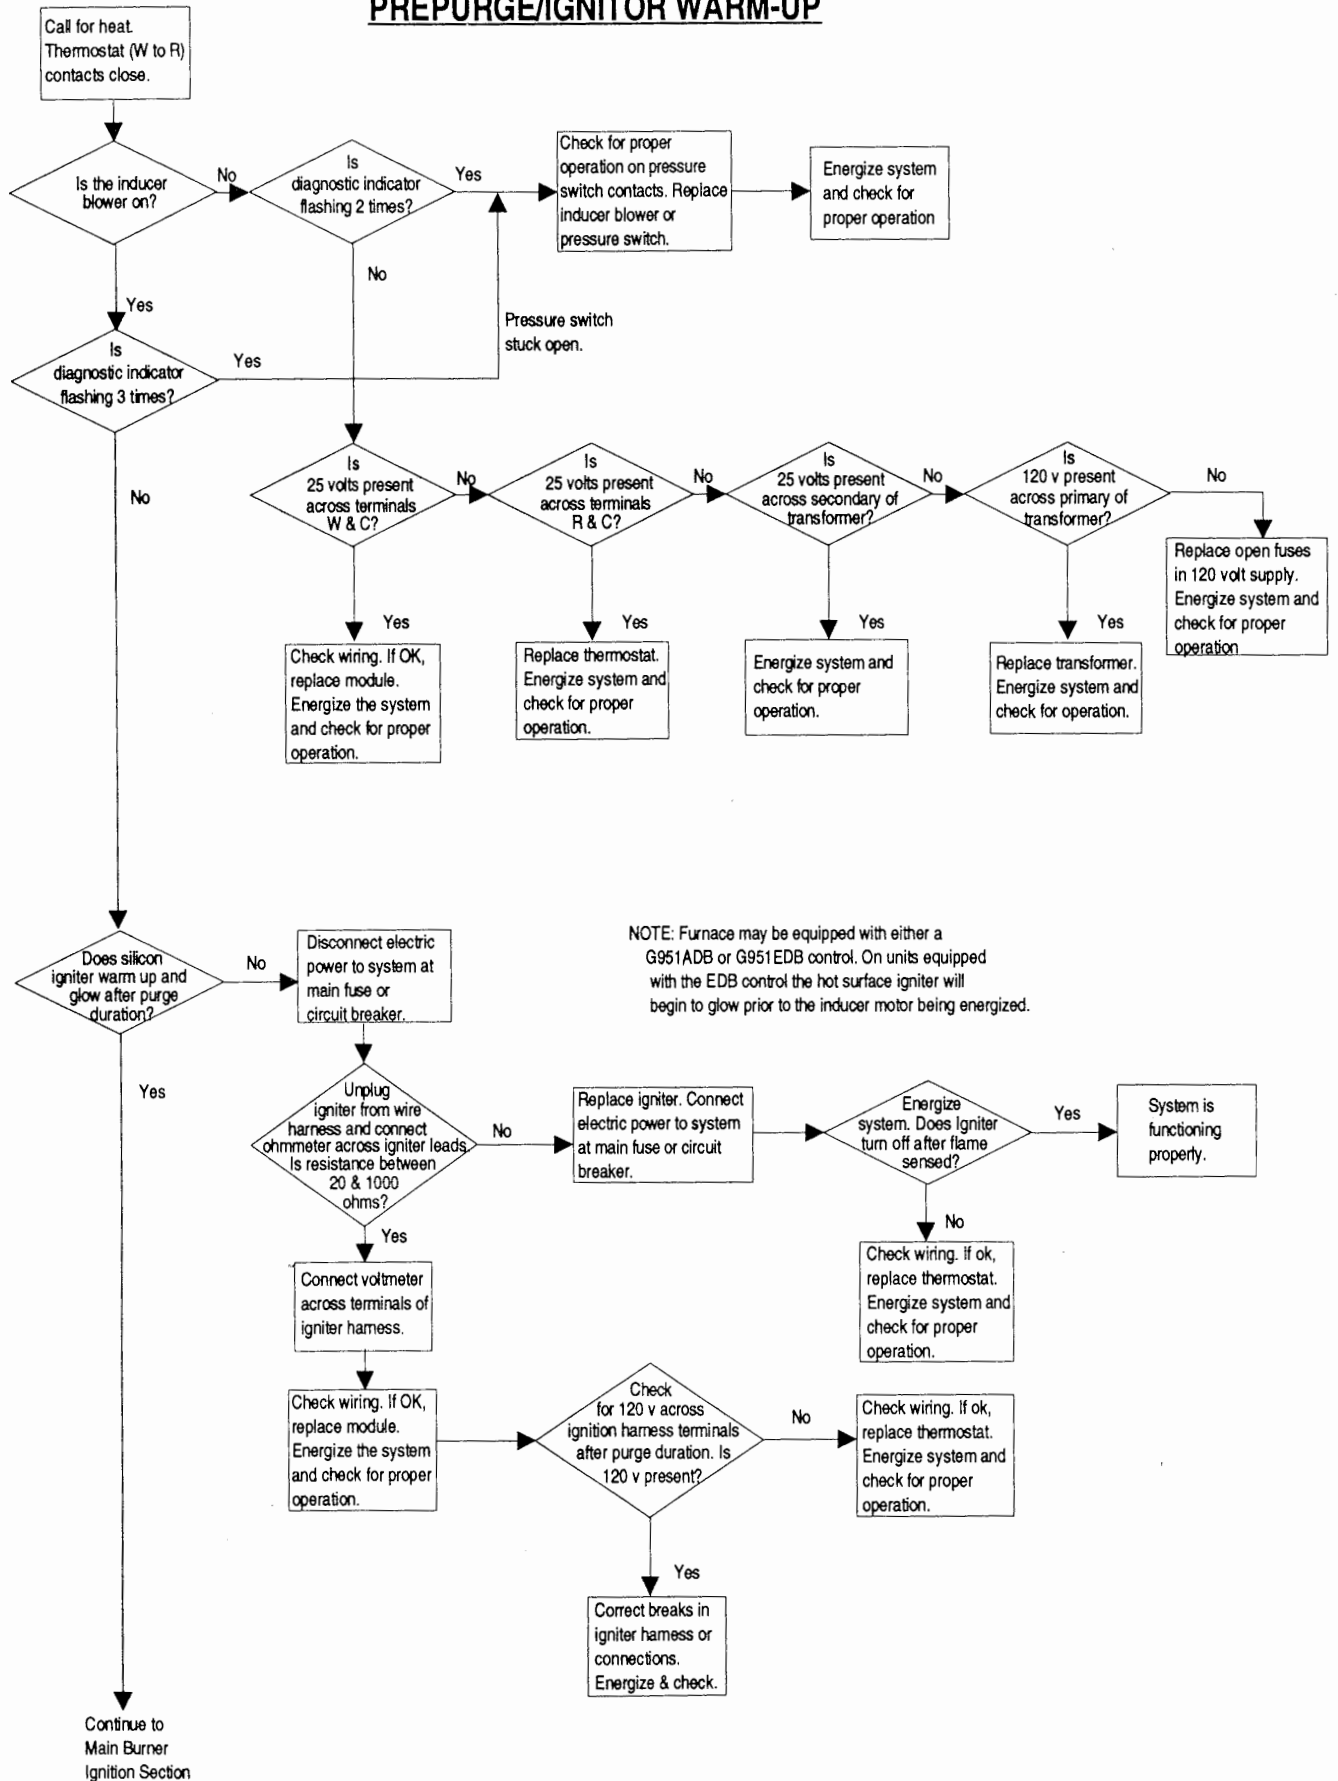 PREPURGE/IGNITOR WARM-UP
Call for heat.
Thermostat (W to R)
contacts close.
Is the inducer
blower on?
No
Is
diagnostic indicator
flashing 2 times?
Yes
Check for proper
operation on pressure
switch contacts. Replace
inducer blower or
pressure switch.
Energize system
and check for
proper operation
No
Yes
Pressure switch
stuck open.
Is
diagnostic indicator
flashing 3 times?
Yes
No
Is
25 volts present
across terminals
W & C?
No
Is
25 volts present
across terminals
R & C?
No
Is
25 volts present
across secondary of
transformer?
No
Is
120 v present
across primary of
transformer?
No
Replace open fuses
in 120 volt supply.
Energize system and
check for proper
operation
Yes
Yes
Yes
Yes
Check wiring. If OK,
replace module.
Energize the system
and check for proper
operation.
Replace thermostat.
Energize system and
check for proper
operation.
Energize system and
check for proper
operation.
Replace transformer.
Energize system and
check for operation.
Does silicon
igniter warm up and
glow after purge
duration?
No
Disconnect electric
power to system at
main fuse or
circuit breaker.
NOTE: Furnace may be equipped with either a
G951ADB or G951EDB control. On units equipped
with the EDB control the hot surface igniter will
begin to glow prior to the inducer motor being energized.
Yes
Unplug
igniter from wire
harness and connect
ohmmeter across igniter leads.
Is resistance between
20 & 1000
ohms?
No
Replace igniter. Connect
electric power to system
at main fuse or circuit
breaker.
Energize
system. Does Igniter
turn off after flame
sensed?
Yes
System is
functioning
properly.
Yes
No
Connect voltmeter
across terminals of
igniter harness.
Check wiring. If ok,
replace thermostat.
Energize system and
check for proper
operation.
Check wiring. If OK,
replace module.
Energize the system
and check for proper
operation.
Check
for 120 v across
ignition harness terminals
after purge duration. Is
120 v present?
No
Check wiring. If ok,
replace thermostat.
Energize system and
check for proper
operation.
Yes
Correct breaks in
igniter harness or
connections.
Energize & check.
Continue to
Main Burner
Ignition Section